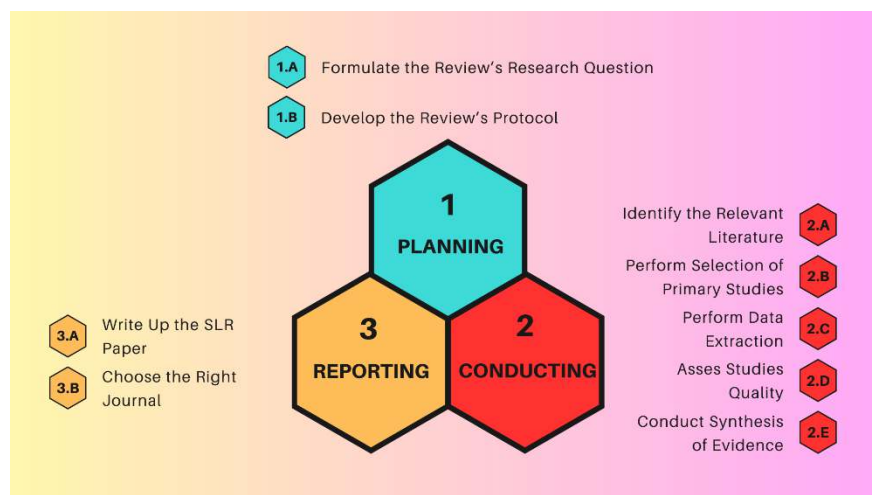 1.A Formulate the Review's Research Question
1.B Develop the Review's Protocol
1
PLANNING
2
CONDUCTING
3
REPORTING
Identify the Relevant
Literature
2.A
Perform Selection of
Primary Studies
2.B
Perform Data
Extraction
2.C
Asses Studies
Quality
2.D
Conduct Synthesis
of Evidence
2.E
3.A
Write Up the SLR
Paper
3.B
Choose the Right
Journal